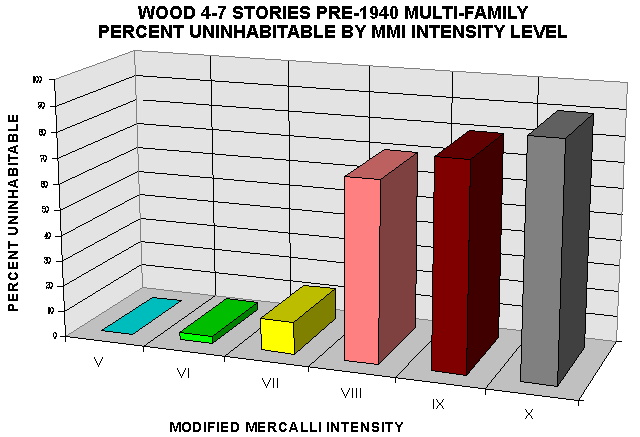 WOOD 4-7 STORIES PRE-1940 MULTI-FAMILY
PERCENT UNINHABITABLE BY MMI INTENSITY LEVEL
PERCENT UNINHABITABLE
100
90
80
70
60
50
40
30
20
10
0
V
VI
VII
VIII
IX
X
MODIFIED MERCALLI INTENSITY